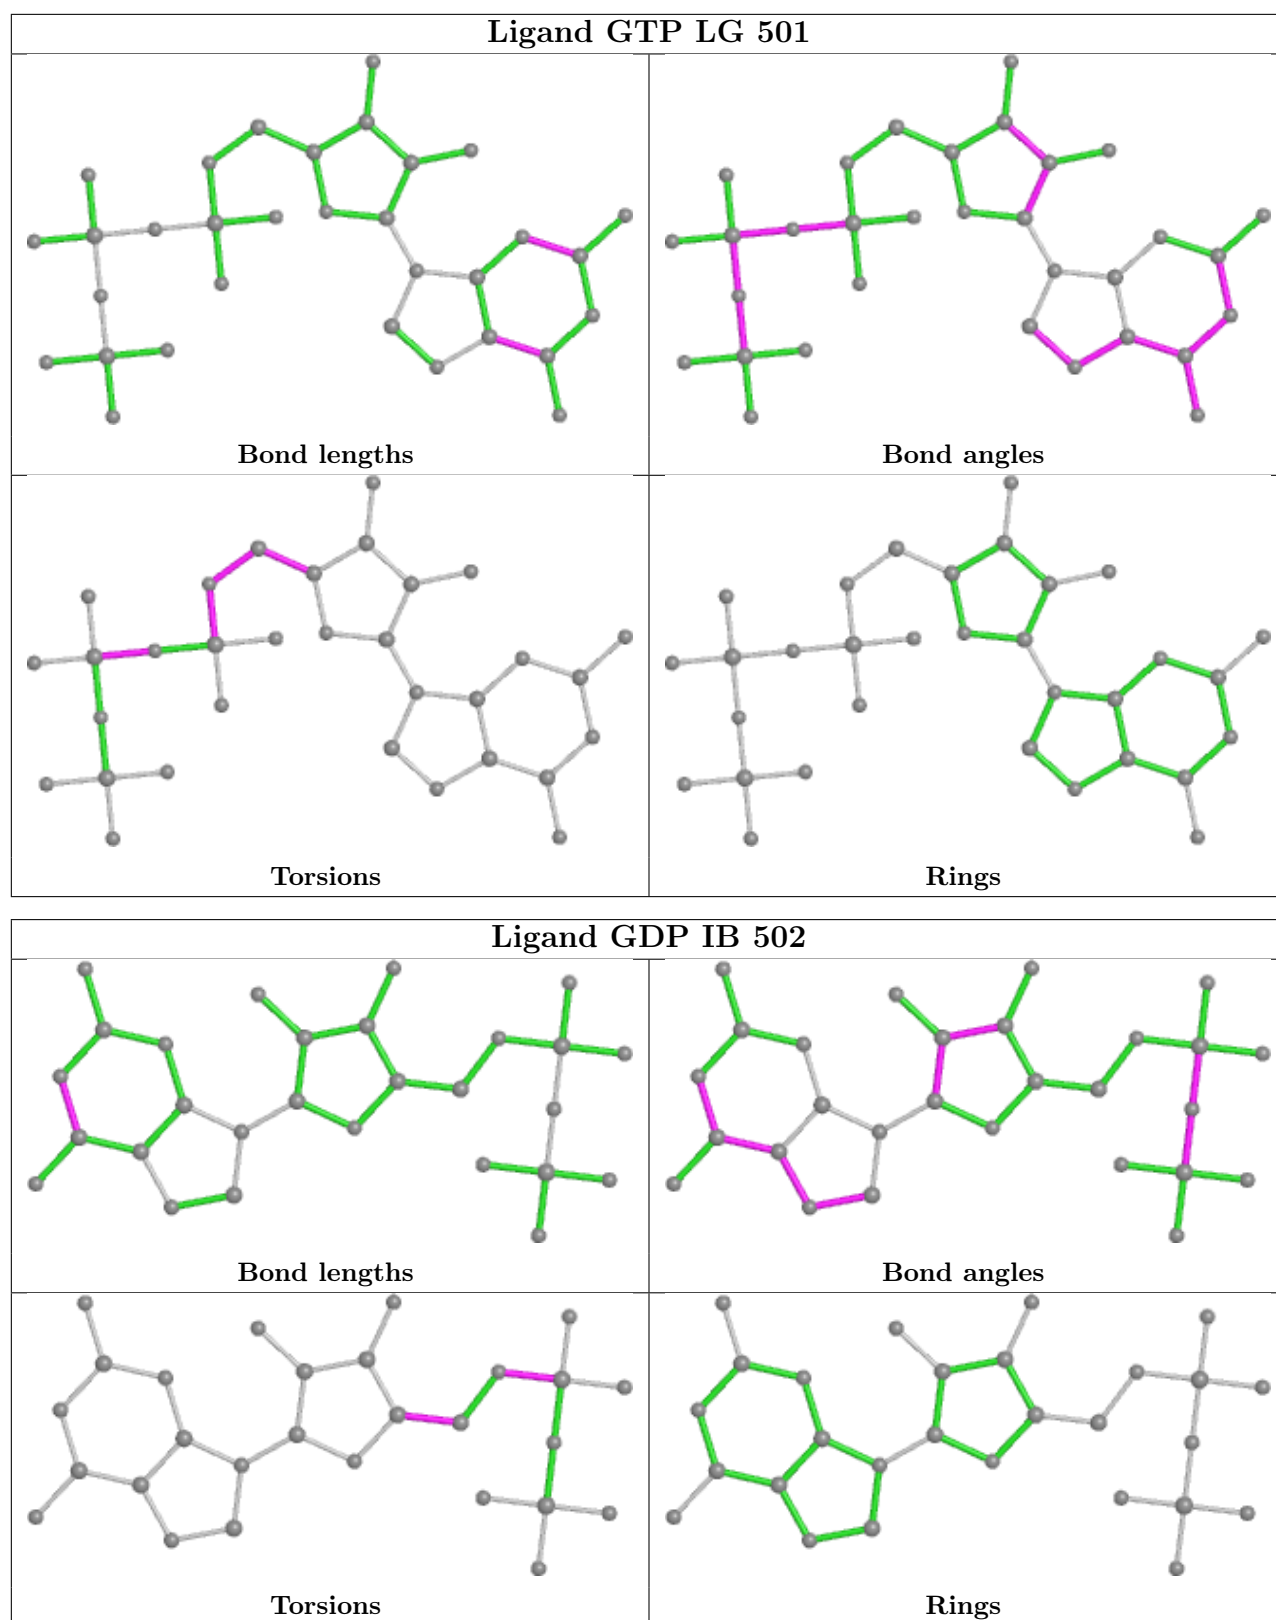 Ligand GTP LG 501
Bond lengths
Bond angles
Torsions
Rings
Ligand GDP IB 502
Bond lengths
Bond angles
Torsions
Rings